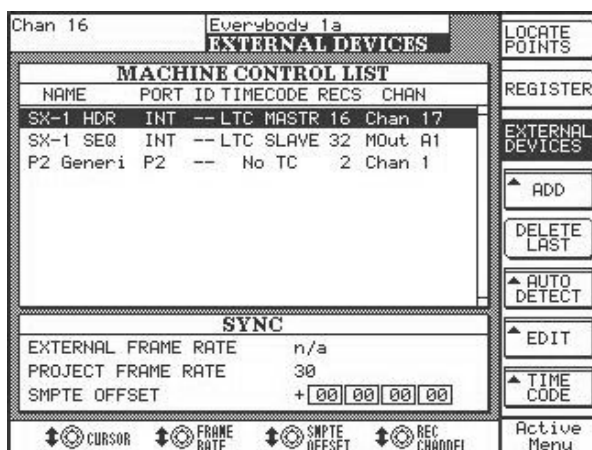 Chan 16
Everybody 1a
EXTERNAL DEVICES
MACHINE CONTROL LIST
NAME PORT ID TIMECODE RECS CHAN
SX-1 HDR INT -- LTC MASTR 16 Chan 17
SX-1 SEQ INT -- LTC SLAVE 32 MOut A1
P2 Generi P2 -- No TC 2 Chan 1
SYNC
EXTERNAL FRAME RATE n/a
PROJECT FRAME RATE 30
SMPTE OFFSET + 00 00 00 00
CURSOR
FRAME
RATE
SMPTE
OFFSET
REC
CHANNEL
LOCATE
POINTS
REGISTER
EXTERNAL
DEVICES
ADD
DELETE
LAST
AUTO
DETECT
EDIT
TIME
CODE
Active
Menu